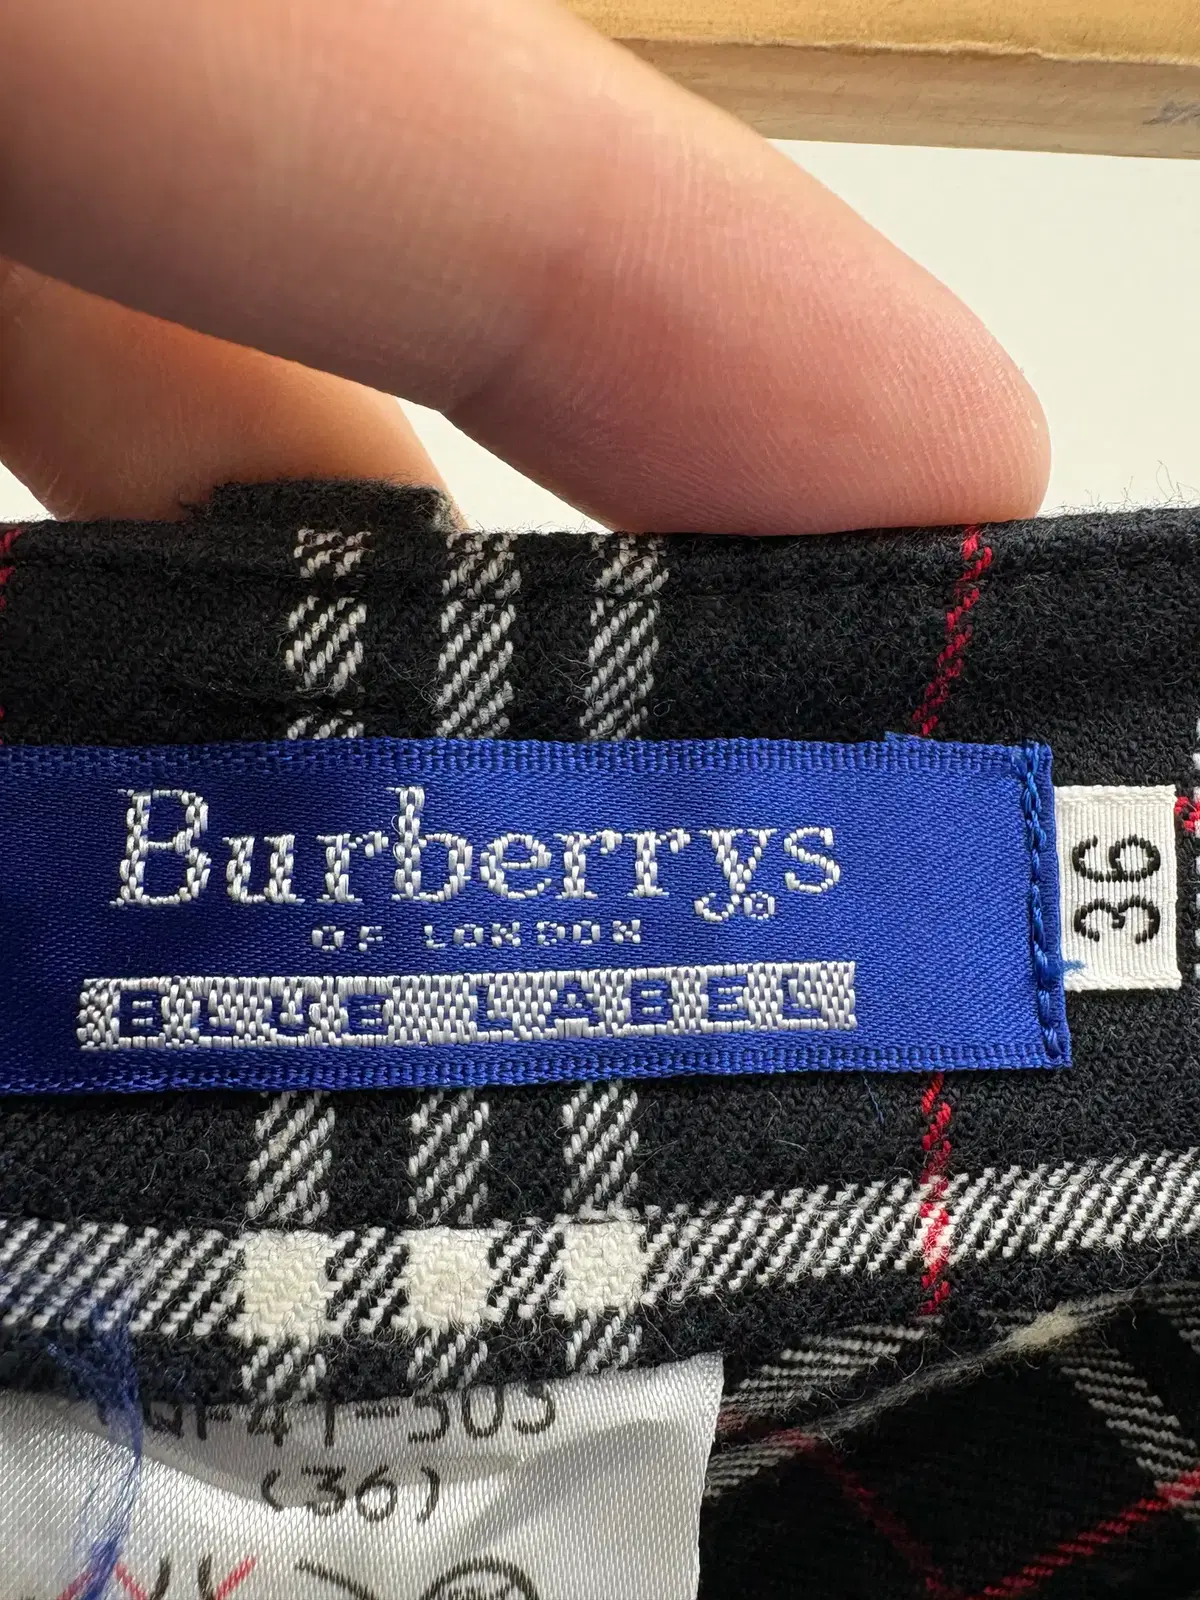 Burberrys
OF LONDON
BLUE LABEL
36
(36)